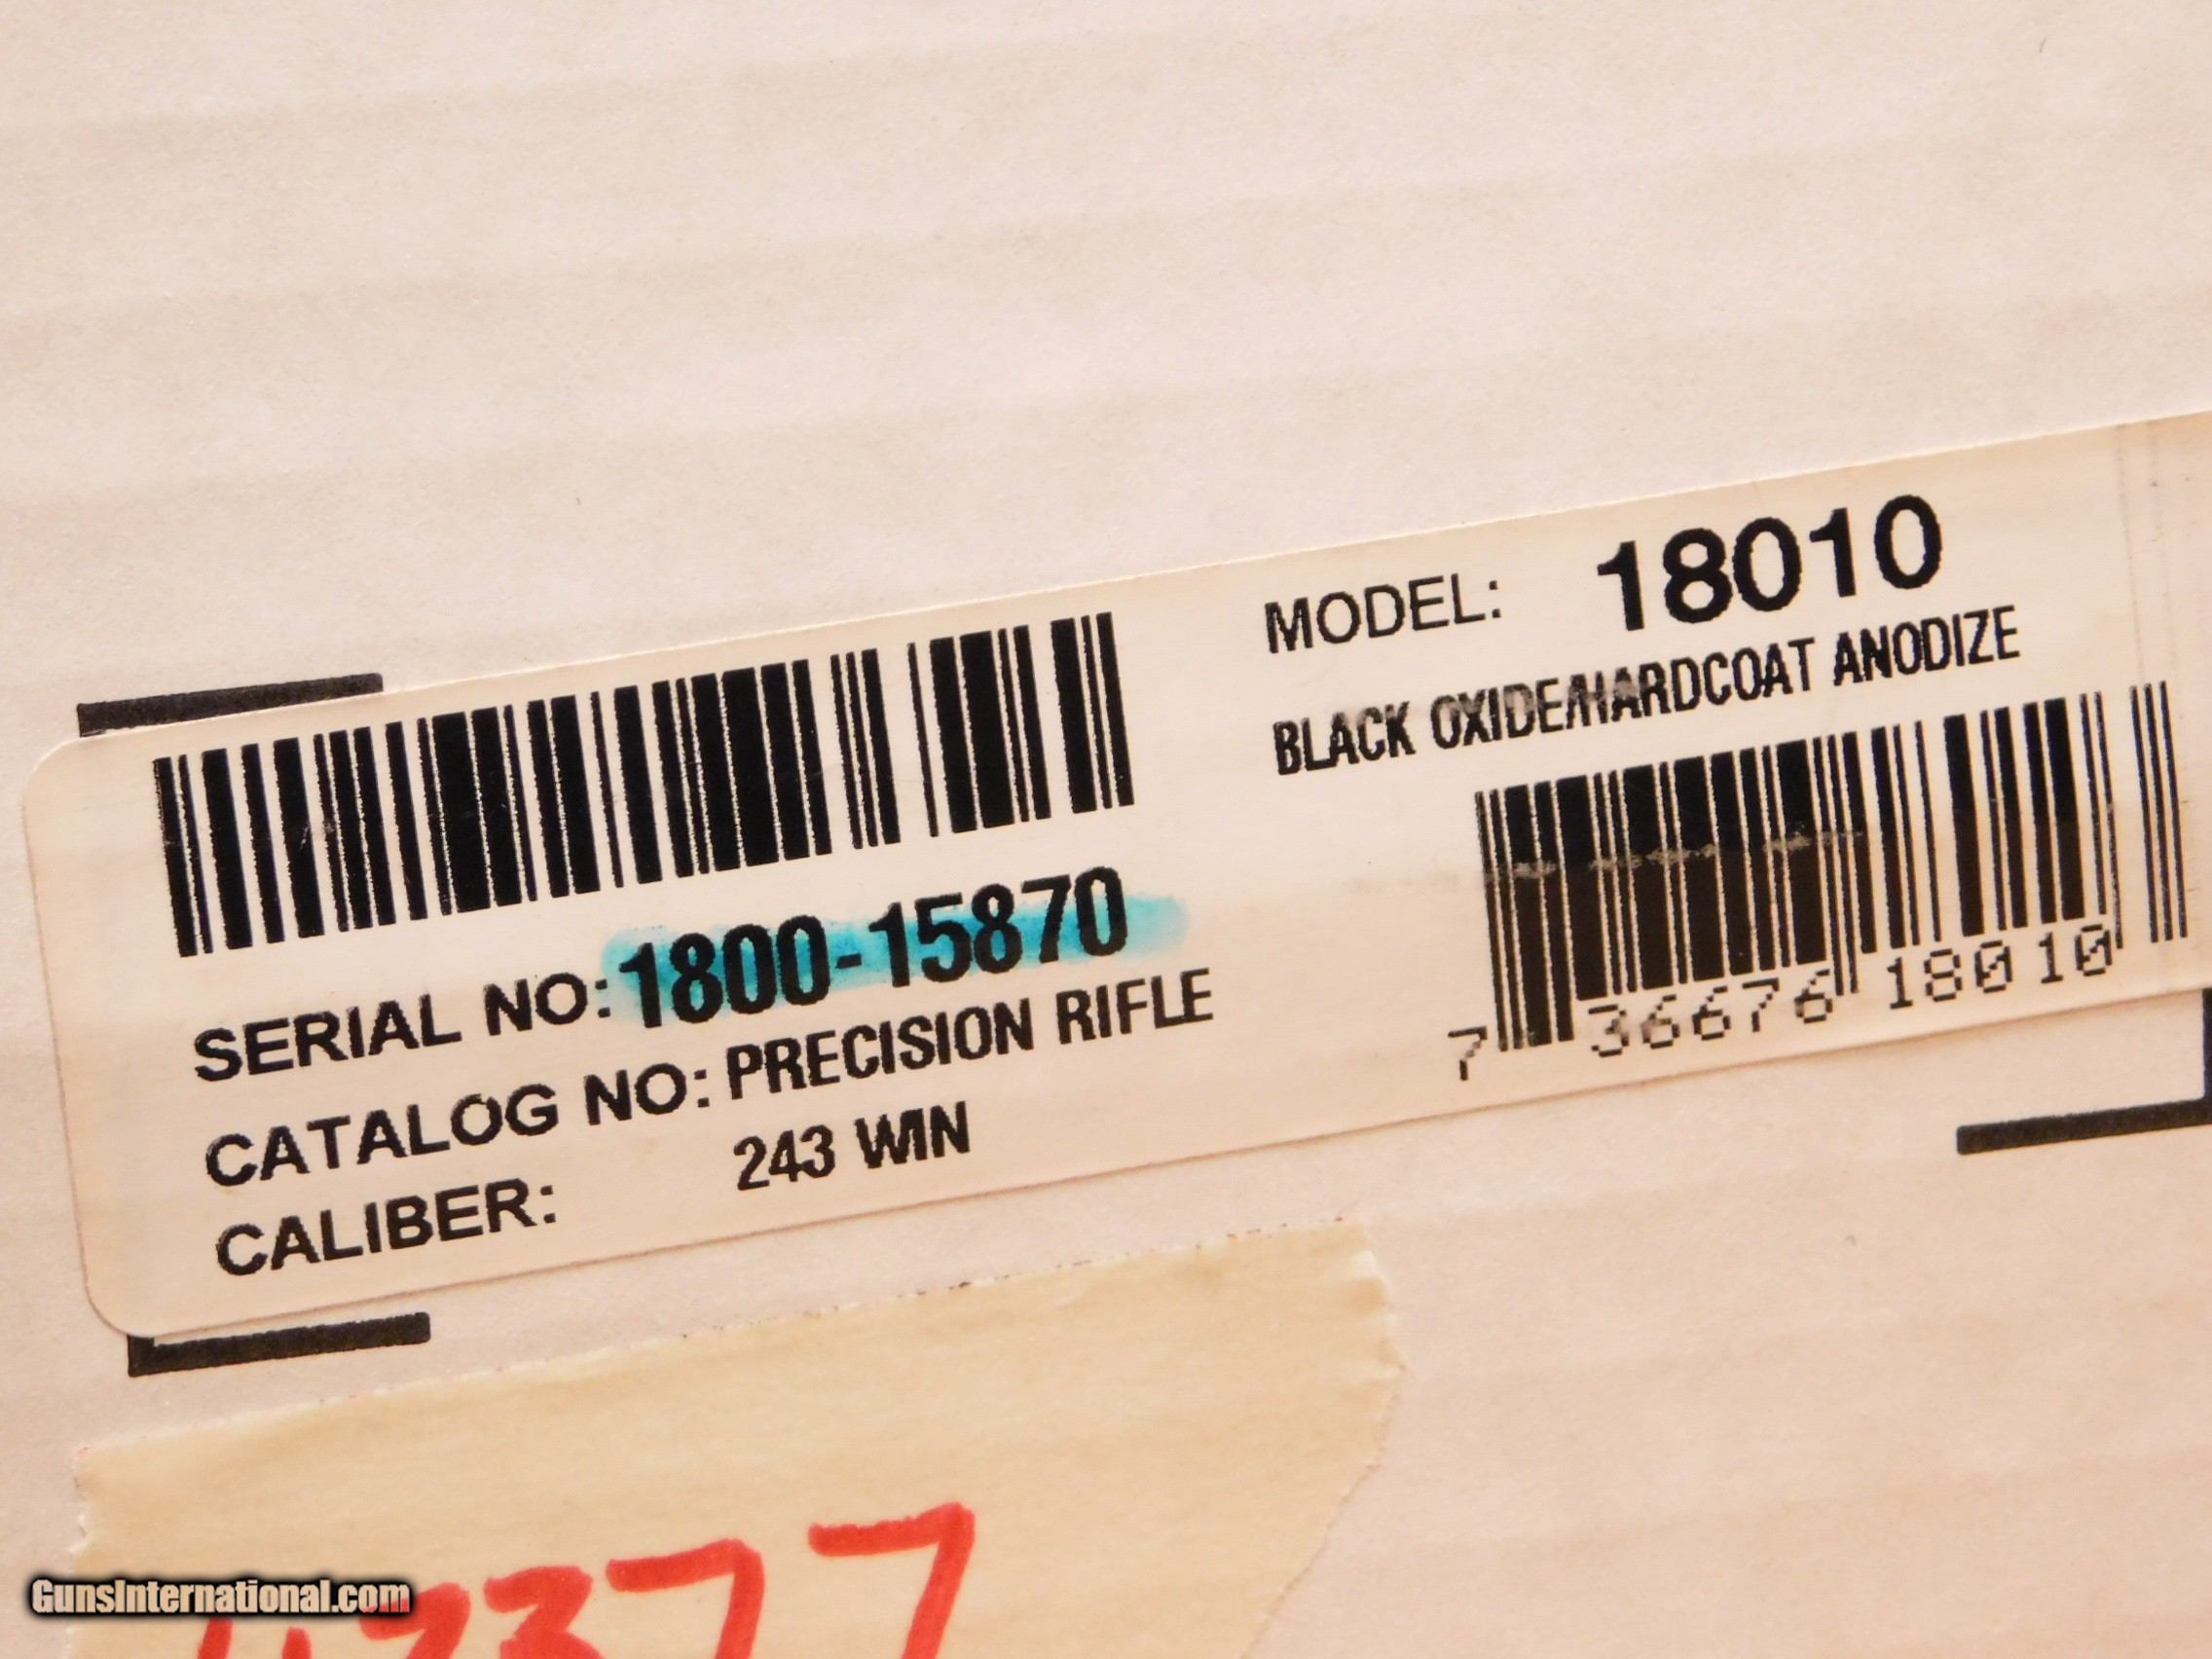 MODEL: 18010
BLACK OXIDE/HARDCOAT ANODIZE
7 36676 18010
SERIAL NO: 1800-15870
CATALOG NO: PRECISION RIFLE
CALIBER: 243 WIN
GunsInternational.com